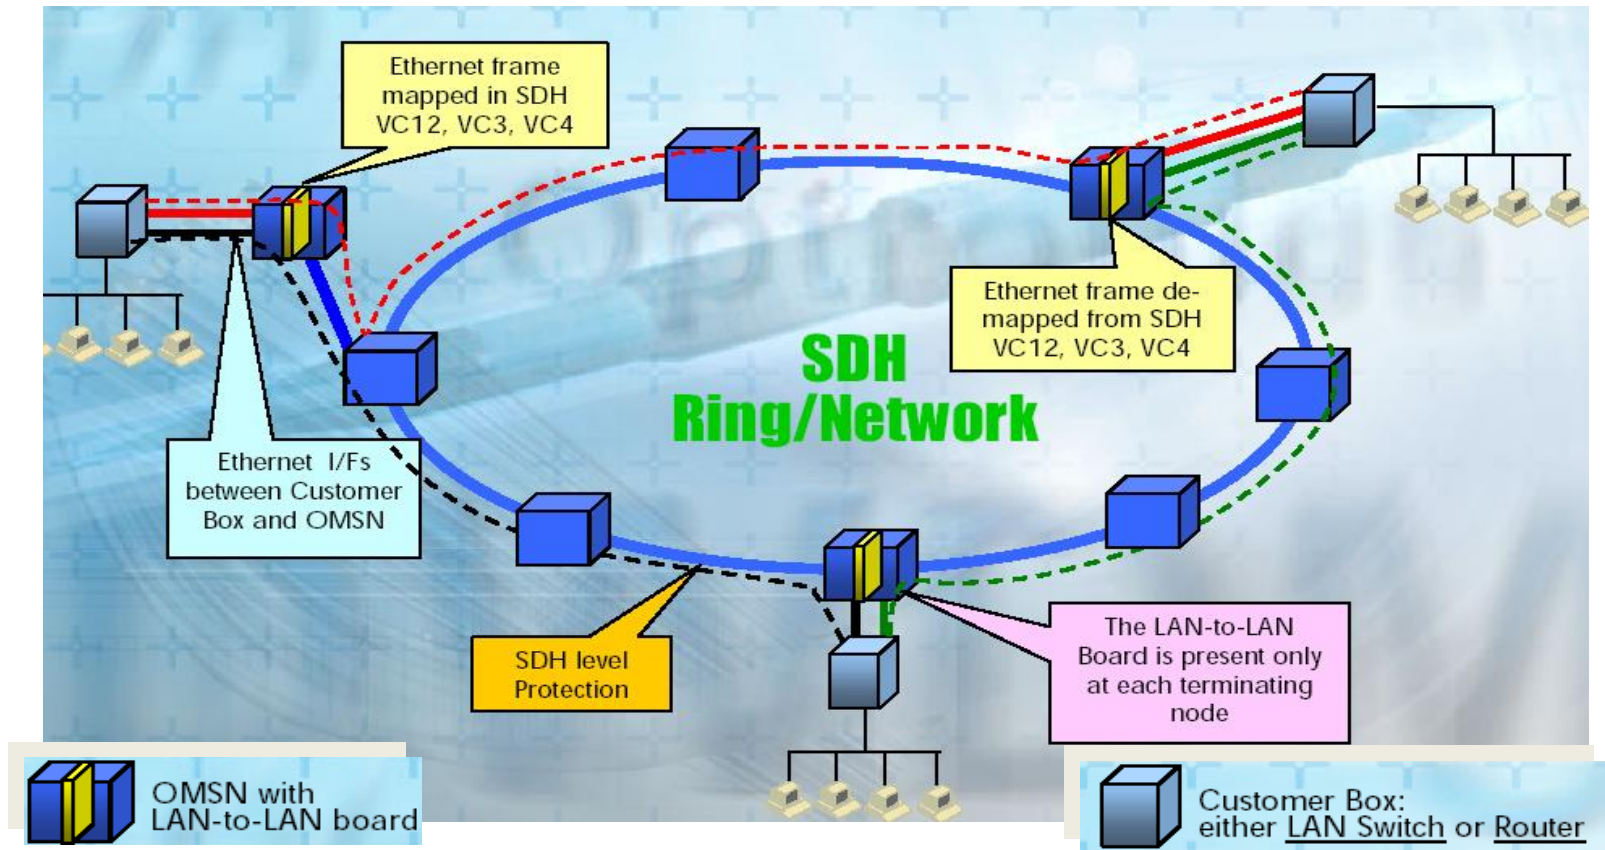 Ethernet frame
mapped in SDH
VC12, VC3, VC4
Ethernet frame de-
mapped from SDH
VC12, VC3, VC4
SDH
Ring/Network
Ethernet I/Fs
between Customer
Box and OMSN
SDH level
Protection
The LAN-to-LAN
Board is present only
at each terminating
node
OMSN with
LAN-to-LAN board
Customer Box:
either LAN Switch or Router